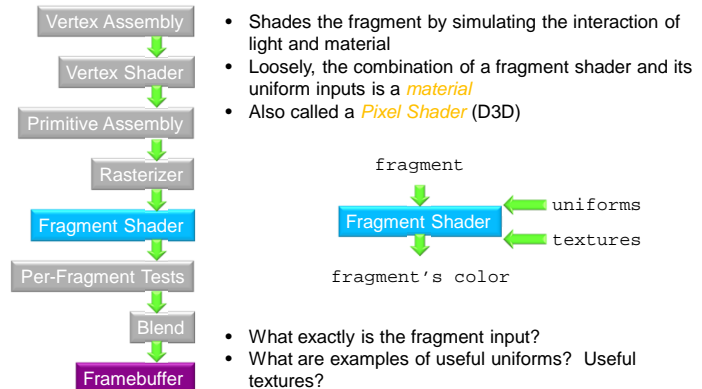 Vertex Assembly
Vertex Shader
Primitive Assembly
Rasterizer
Fragment Shader
Per-Fragment Tests
Blend
Framebuffer
• Shades the fragment by simulating the interaction of
light and material
• Loosely, the combination of a fragment shader and its
uniform inputs is a material
• Also called a Pixel Shader (D3D)
fragment
Fragment Shader
uniforms
textures
fragment's color
• What exactly is the fragment input?
• What are examples of useful uniforms? Useful
textures?